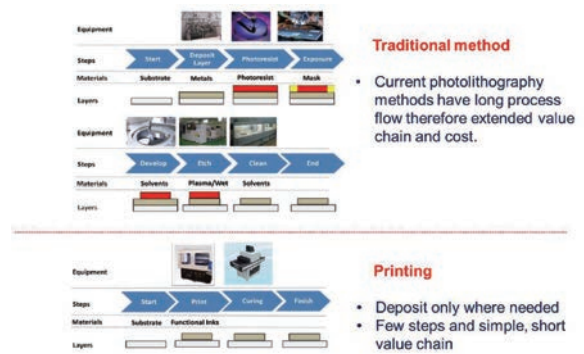 Equipment
Steps Start Deposit Layer Photoresist Exposure
Materials Substrate Metals Photoresist Mask
Layers
Equipment
Steps Develop Etch Clean End
Materials Solvents Plasma/Wet Solvents
Layers
Traditional method
• Current photolithography
methods have long process
flow therefore extended value
chain and cost.
Equipment
Steps Start Print Curing Finish
Materials Substrate Functional Inks
Layers
Printing
• Deposit only where needed
• Few steps and simple, short
value chain